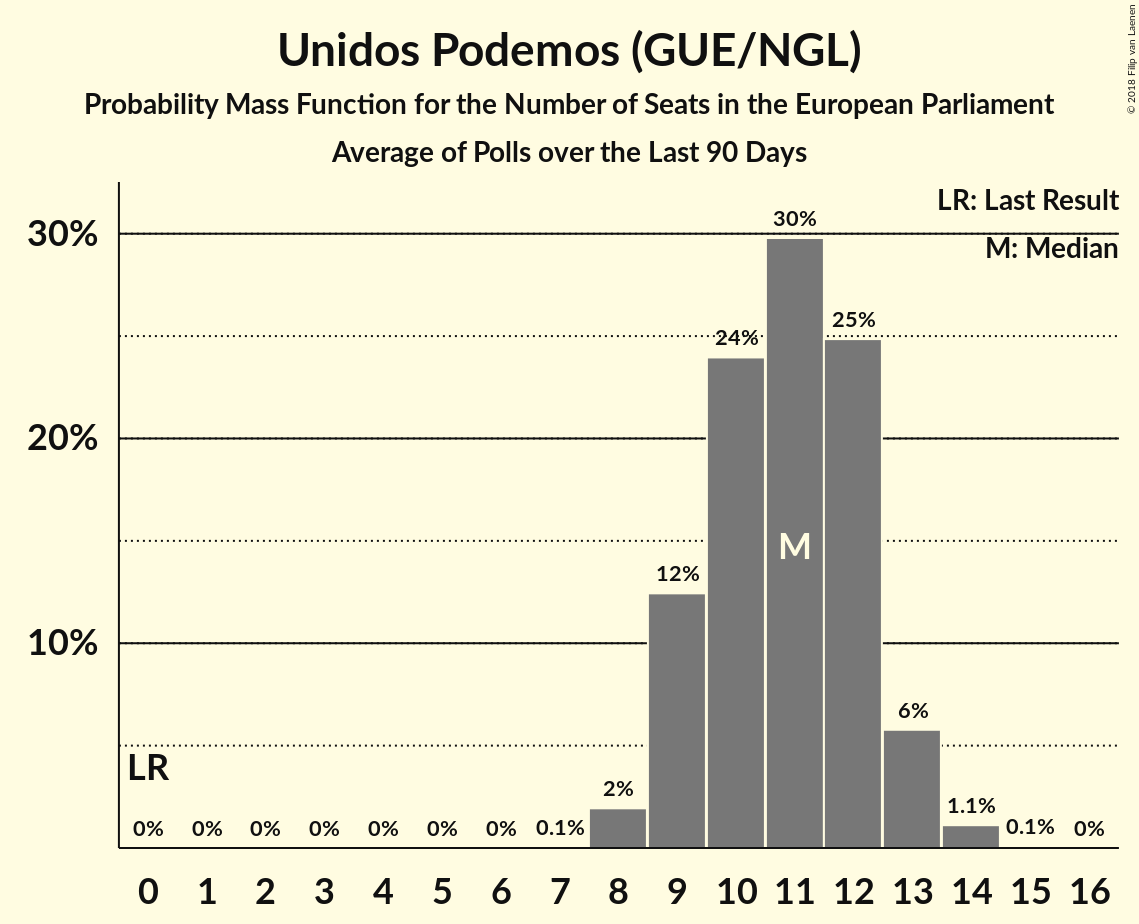 Unidos Podemos (GUE/NGL)
Probability Mass Function for the Number of Seats in the European Parliament
Average of Polls over the Last 90 Days
© 2018 Filip van Laenen
LR: Last Result
M: Median
30%
20%
10%
30%
25%
24%
12%
6%
2%
1.1%
0% 0% 0% 0% 0% 0% 0% 0.1% 0.1% 0%
M
LR
0 1 2 3 4 5 6 7 8 9 10 11 12 13 14 15 16